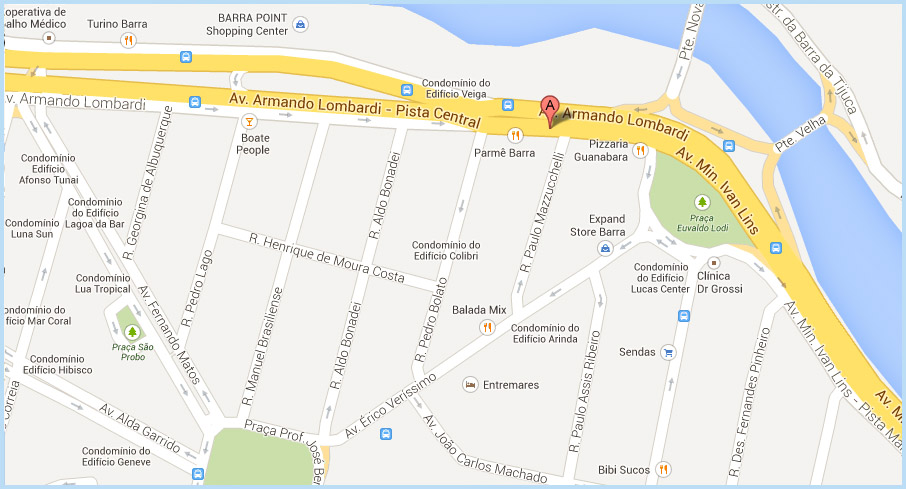 ooperativa de
balho Médico
Turino Barra
BARRA POINT
Shopping Center
Pte. Nova
Estr. da Barra da Tijuca
Condomínio do
Edifício Veiga
Av. Armando Lombardi
Av. Armando Lombardi - Pista Central
A
Av. Armando Lombardi
Pte. Velha
Boate
People
Parmê Barra
Pizzaria
Guanabara
Av. Min. Ivan Lins
Condomínio
Edifício
Afonso Tunai
R. Georgina de Albuquerque
R. Aldo Bonadei
R. Paulo Mazzucchelli
Condomínio
Luna Sun
Condomínio
do Edifício
Lagoa da Bar
Praça
Euvaldo Lodi
Expand
Store Barra
R. Henrique de Moura Costa
Condomínio do
Edifício Colibri
Condomínio
Lua Tropical
R. Pedro Lago
Condomínio
do Edifício
Lucas Center
Clínica
Dr Grossi
Condomínio do
ifício Mar Coral
Av. Fernando Matos
R. Manuel Brasiliense
R. Aldo Bonadei
R. Pedro Bolato
Balada Mix
Condomínio do
Edifício Arinda
Av. Min. Ivan Lins - Pista Ma
Praça São
Probo
Condomínio
Edifício Hibisco
Sendas
R. Paulo Assis Ribeiro
R. Des. Fernandes Pinheiro
Entremares
Av. Érico Veríssimo
Av. M
Correia
Av. Alda Garrido
Praça Prof. José Ber
Av. João Carlos Machado
Condomínio do
Edifício Geneve
Bibi Sucos